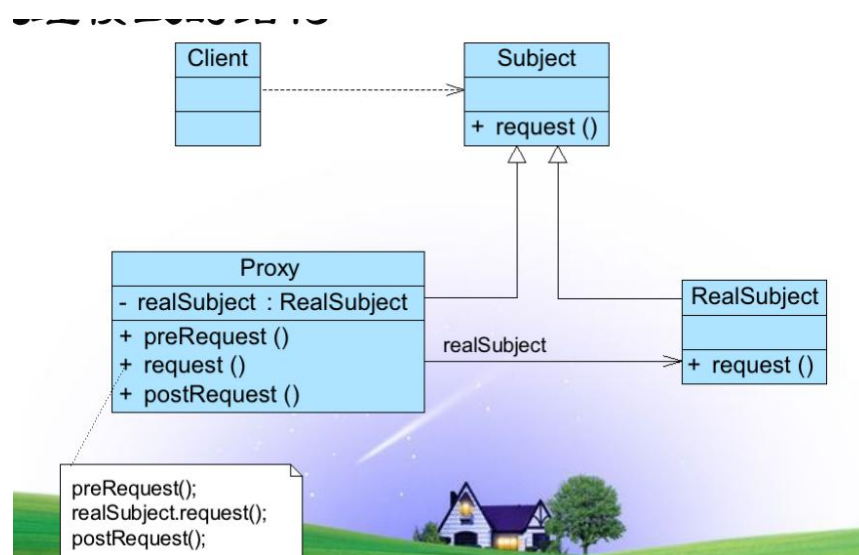 Client
Subject
+ request ()
Proxy
- realSubject : RealSubject
+ preRequest ()
+ request ()
+ postRequest ()
realSubject
RealSubject
+ request ()
preRequest();
realSubject.request();
postRequest();